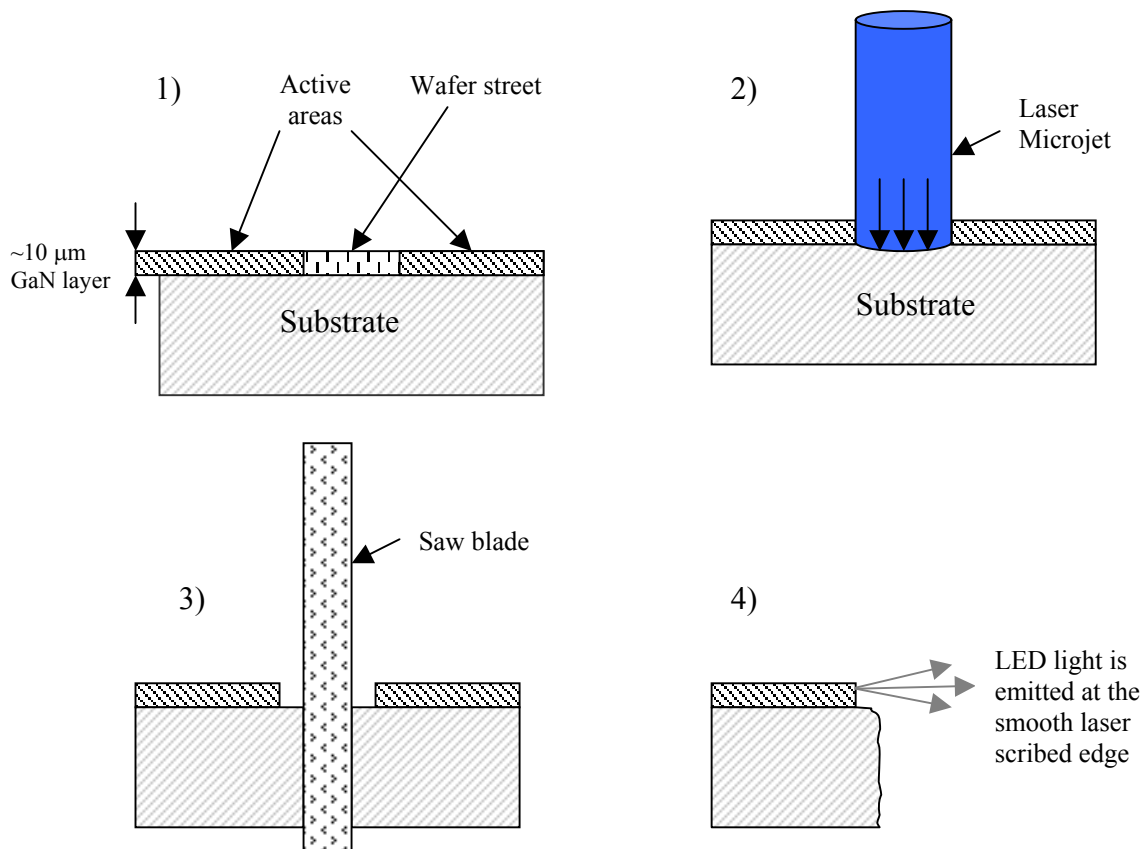 1)
Active
areas
Wafer street
~10 μm
GaN layer
Substrate
2)
Laser
Microjet
Substrate
3)
Saw blade
4)
LED light is
emitted at the
smooth laser
scribed edge